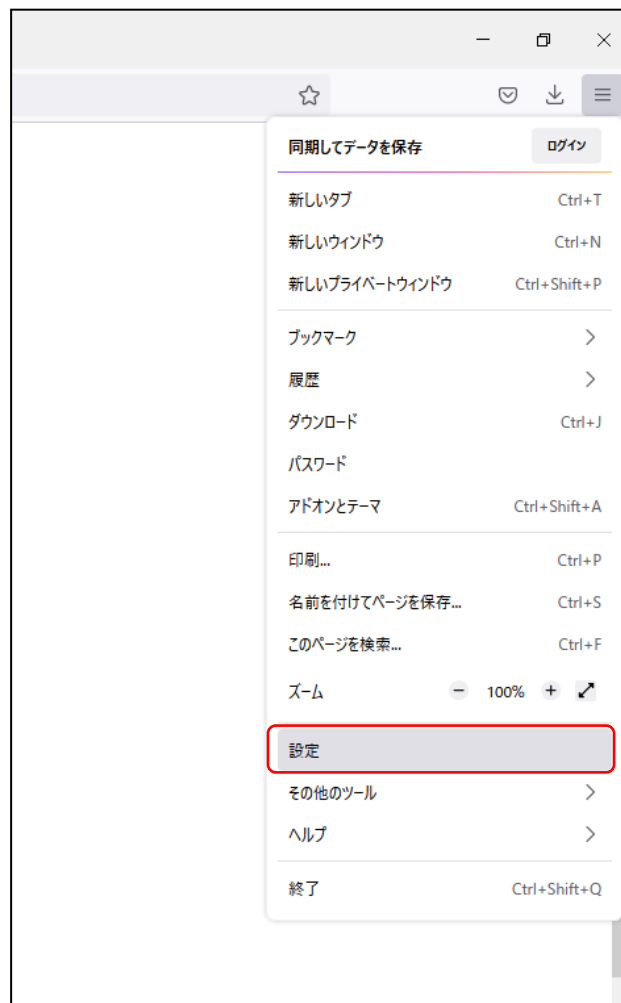 同期してデータを保存 ログイン
新しいタブ Ctrl+T
新しいウィンドウ Ctrl+N
新しいプライベートウィンドウ Ctrl+Shift+P
ブックマーク
履歴
ダウンロード Ctrl+J
パスワード
アドオンとテーマ Ctrl+Shift+A
印刷... Ctrl+P
名前を付けてページを保存... Ctrl+S
このページを検索... Ctrl+F
ズーム − 100% +
設定
その他のツール
ヘルプ
終了 Ctrl+Shift+Q